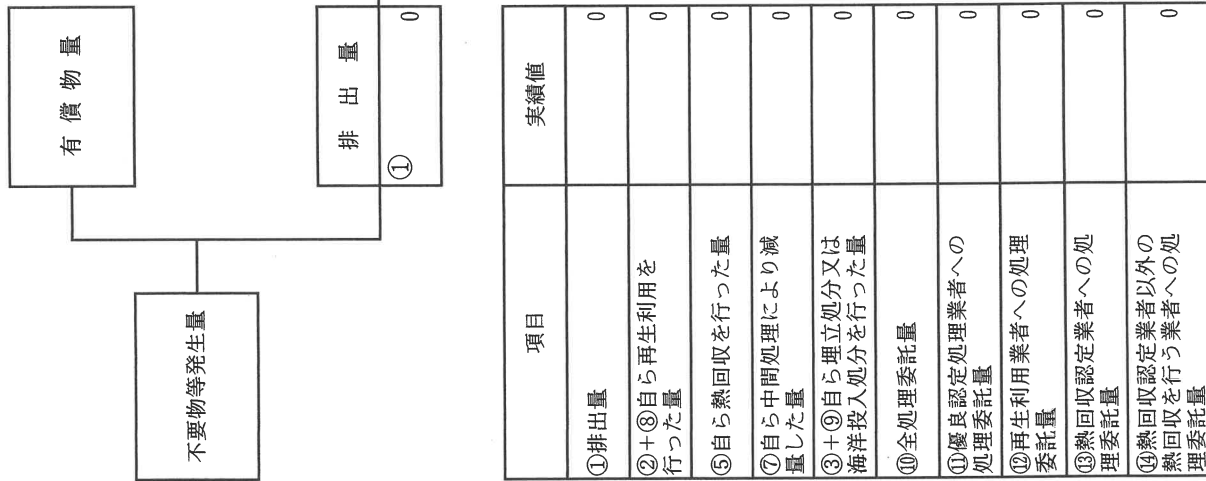 有償物量
不要物等発生量
排出量
① 0
項目 実績値
①排出量 0
②+⑧自ら再生利用を
行った量 0
⑤自ら熱回収を行った量 0
⑦自ら中間処理により減
量した量 0
③+⑨自ら埋立処分又は
海洋投入処分を行った量 0
⑩全処理委託量 0
⑪優良認定処理業者への
処理委託量 0
⑫再生利用業者への処理
委託量 0
⑬熱回収認定業者への処
理委託量 0
⑭熱回収認定業者以外の
熱回収を行う業者への処
理委託量 0